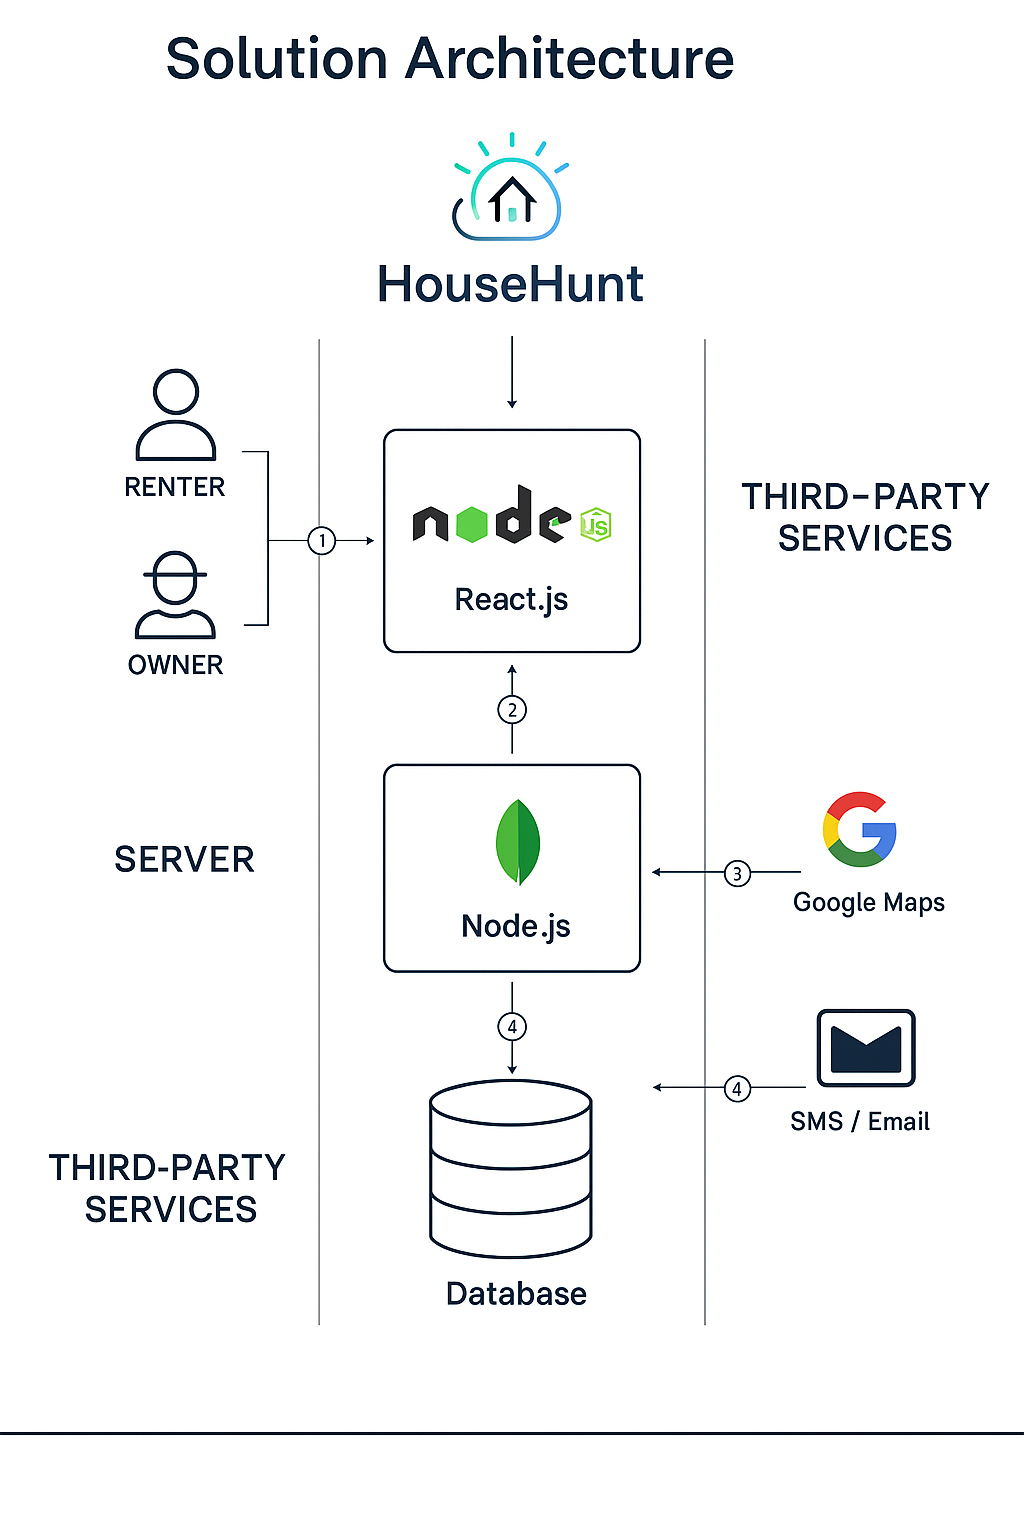 Solution Architecture
HouseHunt
RENTER
OWNER
1
node JS
React.js
THIRD-PARTY
SERVICES
2
SERVER
Node.js
3
Google Maps
4
4
SMS / Email
THIRD-PARTY
SERVICES
Database